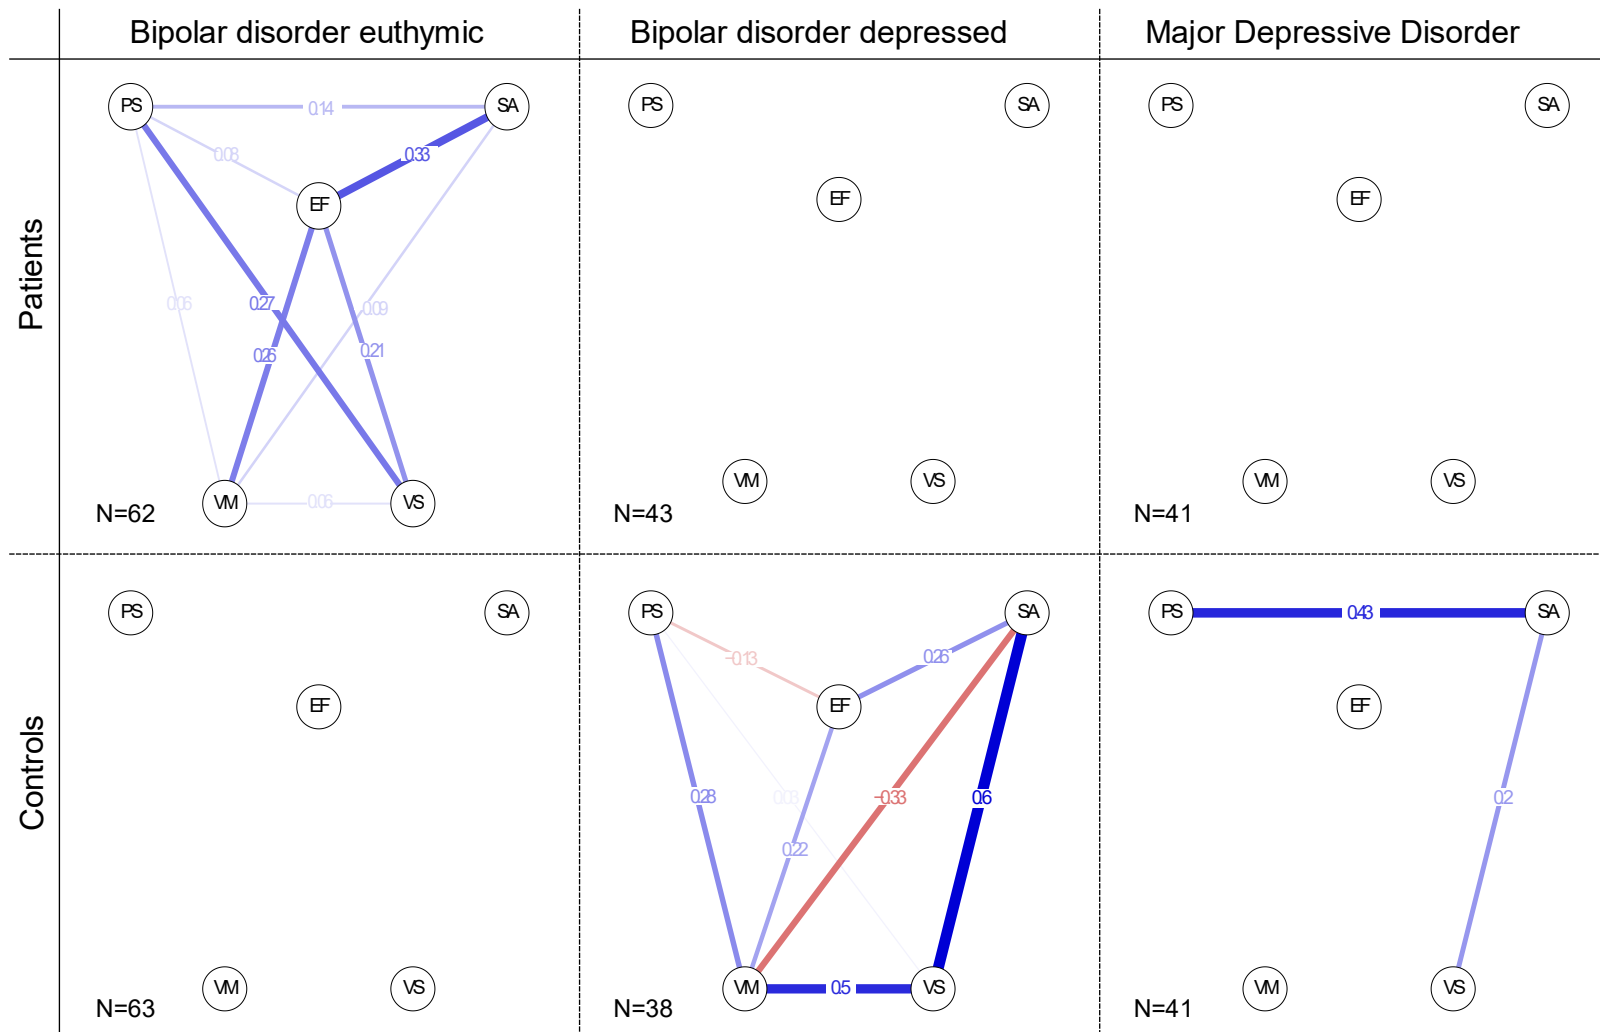 Bipolar disorder euthymic
Bipolar disorder depressed
Major Depressive Disorder
Patients
PS
0.14
SA
0.08
0.33
EF
0.06
0.27
0.09
0.26
0.21
VM
0.06
VS
N=62
PS
SA
EF
VM
VS
N=43
PS
SA
EF
VM
VS
N=41
Controls
PS
SA
EF
VM
VS
N=63
PS
SA
−0.13
0.26
EF
0.28
0.03
−0.33
0.6
0.22
VM
0.5
VS
N=38
PS
0.43
SA
EF
0.2
VM
VS
N=41